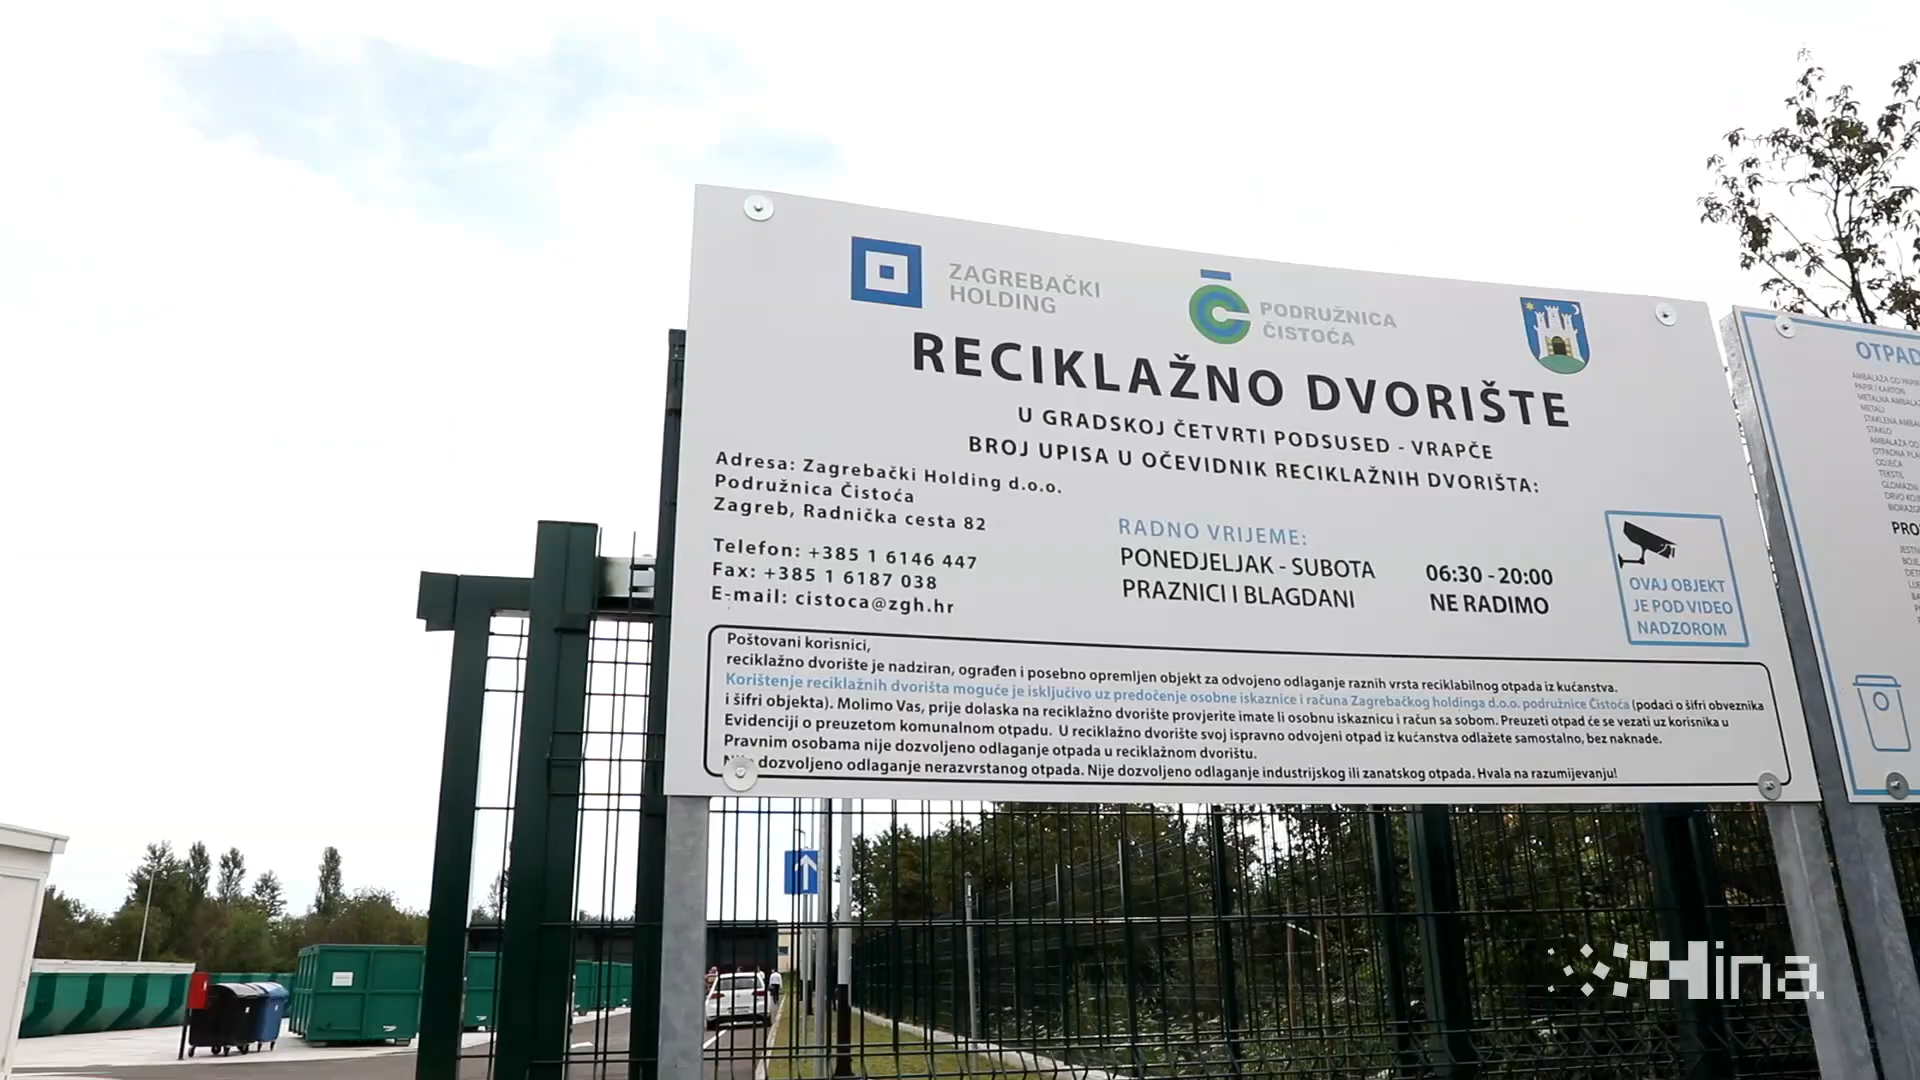 ZAGREBAČKI
HOLDING
PODRUŽNICA
ČISTOĆA
RECIKLAŽNO DVORIŠTE
U GRADSKOJ ČETVRTI PODSUSED - VRAPČE
BROJ UPISA U OČEVIDNIK RECIKLAŽNIH DVORIŠTA:
Adresa: Zagrebački Holding d.o.o.
Podružnica Čistoća
Zagreb, Radnička cesta 82
Telefon: +385 1 6146 447
Fax: +385 1 6187 038
E-mail: cistoca@zgh.hr
RADNO VRIJEME:
PONEDJELJAK - SUBOTA 06:30 - 20:00
PRAZNICI I BLAGDANI NE RADIMO
OVAJ OBJEKT
JE POD VIDEO
NADZOROM
Poštovani korisnici,
reciklažno dvorište je nadziran, ograđen i posebno opremljen objekt za odvojeno odlaganje raznih vrsta reciklabilnog otpada iz kućanstva.
Korištenje reciklažnih dvorišta moguće je isključivo uz predočenje osobne iskaznice i računa Zagrebačkog holdinga d.o.o. podružnice Čistoća (podaci o šifri obveznika
i šifri objekta). Molimo Vas, prije dolaska na reciklažno dvorište provjerite imate li osobnu iskaznicu i račun sa sobom. Preuzeti otpad će se vezati uz korisnika u
Evidenciji o preuzetom komunalnom otpadu. U reciklažno dvorište svoj ispravno odvojeni otpad iz kućanstva odlažete samostalno, bez naknade.
Pravnim osobama nije dozvoljeno odlaganje otpada u reciklažnom dvorištu.
Nije dozvoljeno odlaganje nerazvrstanog otpada. Nije dozvoljeno odlaganje industrijskog ili zanatskog otpada. Hvala na razumijevanju!
OTPAD
PAPIR I KARTON
METALI
STAKLO
ODJEĆA
TEKSTIL
Hina